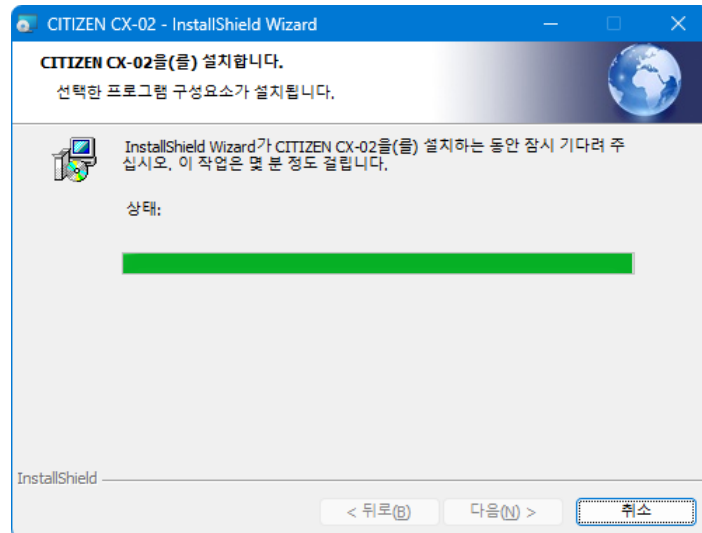 CITIZEN CX-02 - InstallShield Wizard
CITIZEN CX-02을(를) 설치합니다.
선택한 프로그램 구성요소가 설치됩니다.
InstallShield Wizard가 CITIZEN CX-02을(를) 설치하는 동안 잠시 기다려 주
십시오. 이 작업은 몇 분 정도 걸립니다.
상태:
InstallShield
< 뒤로(B) 다음(N) > 취소